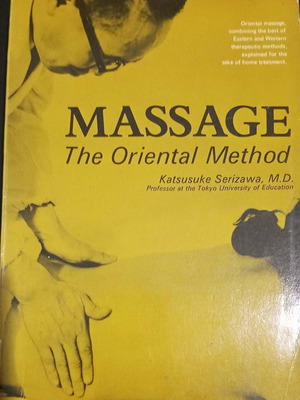 Oriental massage,
combining the best of
Eastern and Western
therapeutic methods,
explained for the
sake of home treatment.
MASSAGE
The Oriental Method
Katsusuke Serizawa, M.D.
Professor at the Tokyo University of Education